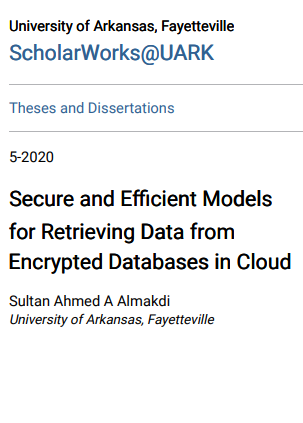 University of Arkansas, Fayetteville
ScholarWorks@UARK
Theses and Dissertations
5-2020
Secure and Efficient Models
for Retrieving Data from
Encrypted Databases in Cloud
Sultan Ahmed A Almakdi
University of Arkansas, Fayetteville